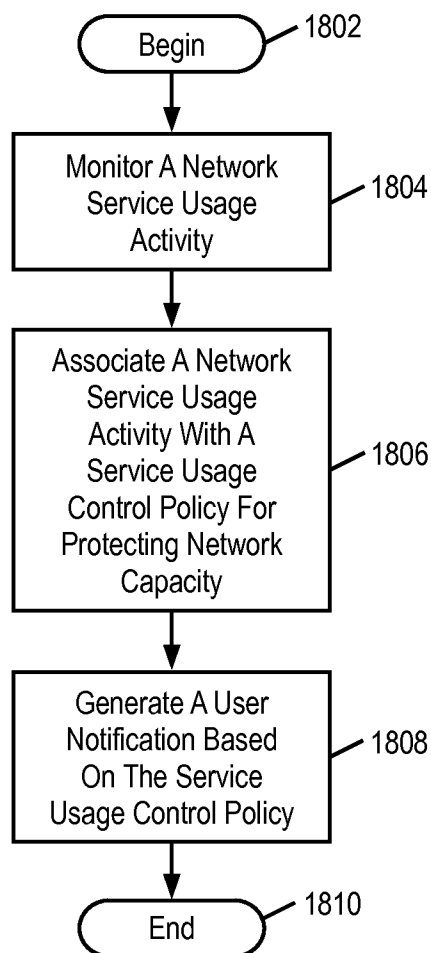 Begin
1802
Monitor A Network
Service Usage
Activity
1804
Associate A Network
Service Usage
Activity With A
Service Usage
Control Policy For
Protecting Network
Capacity
1806
Generate A User
Notification Based
On The Service
Usage Control Policy
1808
End
1810